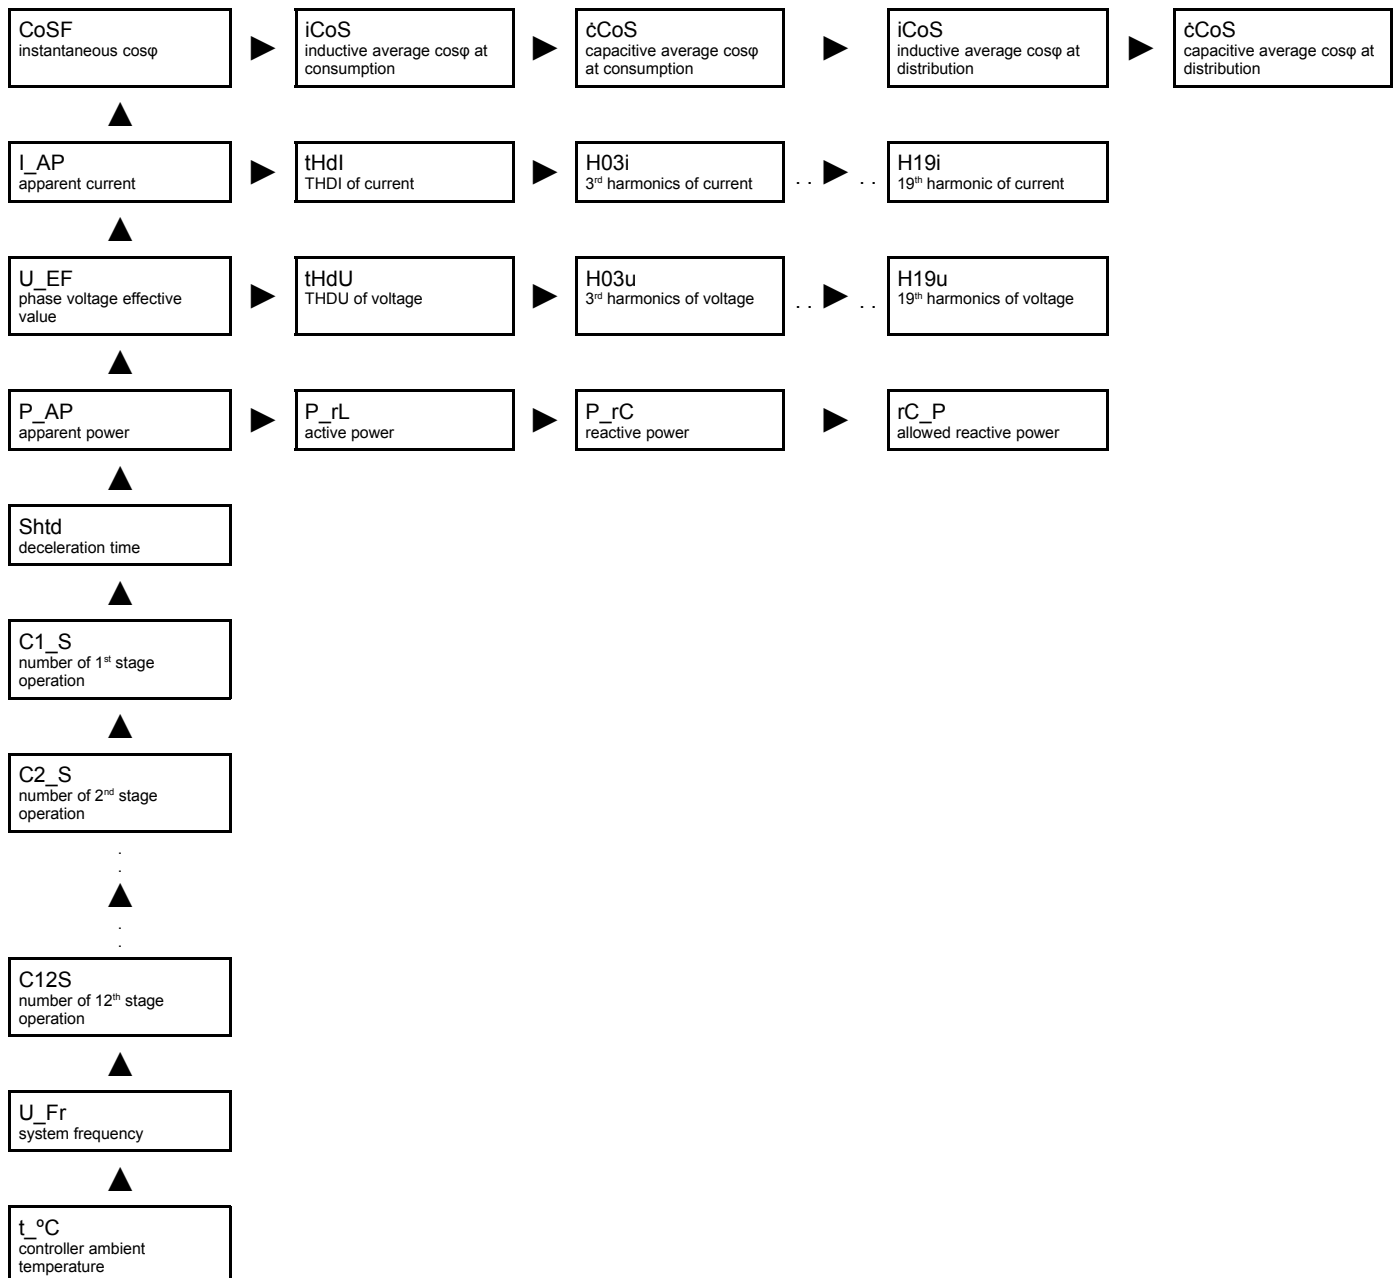 CoSF
instantaneous cosφ
iCoS
inductive average cosφ at
consumption
ċCoS
capacitive average cosφ
at consumption
iCoS
inductive average cosφ at
distribution
ċCoS
capacitive average cosφ at
distribution
I_AP
apparent current
tHdI
THDI of current
H03i
3rd harmonics of current
. .
. .
H19i
19th harmonic of current
U_EF
phase voltage effective
value
tHdU
THDU of voltage
H03u
3rd harmonics of voltage
. .
. .
H19u
19th harmonics of voltage
P_AP
apparent power
P_rL
active power
P_rC
reactive power
rC_P
allowed reactive power
Shtd
deceleration time
C1_S
number of 1st stage
operation
C2_S
number of 2nd stage
operation
.
.
.
.
C12S
number of 12th stage
operation
U_Fr
system frequency
t_ºC
controller ambient
temperature